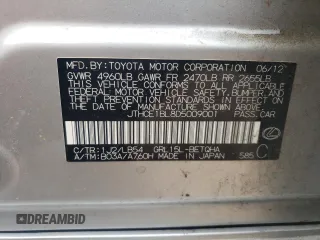 MFD. BY: TOYOTA MOTOR CORPORATION 06/12
GVWR 4960LB GAWR FR 2470LB RR 2655LB
THIS VEHICLE CONFORMS TO ALL APPLICABLE
FEDERAL MOTOR VEHICLE SAFETY, BUMPER, AND
THEFT PREVENTION STANDARDS IN EFFECT ON
THE DATE OF MANUFACTURE SHOWN ABOVE.
JTHCE1BL8D5009001 PASS.CAR
C/TR: 1J2/LB54 GRL15L-BETQHA
A/TM: B03A/A760H MADE IN JAPAN 585 C